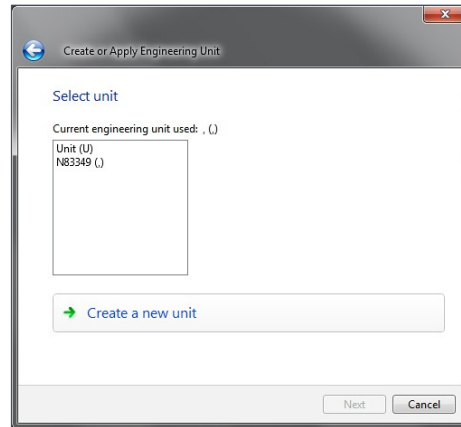 Create or Apply Engineering Unit
Select unit
Current engineering unit used: , (,)
Unit (U)
N83349 (,)
Create a new unit
Next Cancel